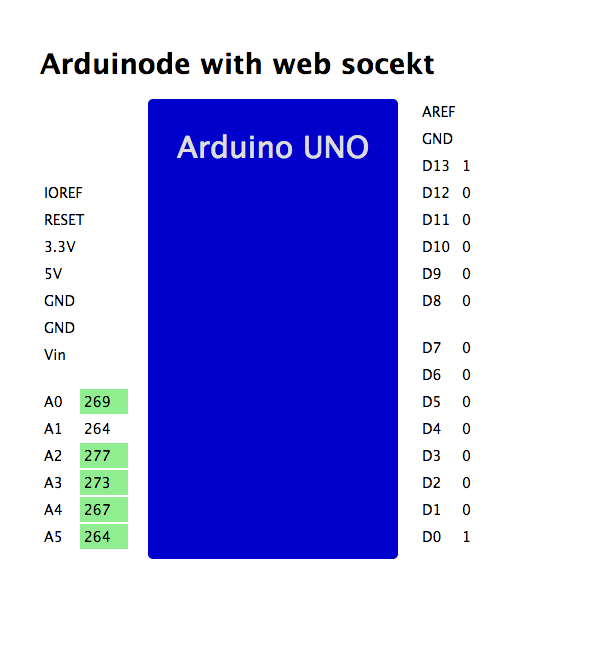 Arduinode with web socekt
Arduino UNO
IOREF
RESET
3.3V
5V
GND
GND
Vin
A0 269
A1 264
A2 277
A3 273
A4 267
A5 264
AREF
GND
D13 1
D12 0
D11 0
D10 0
D9 0
D8 0
D7 0
D6 0
D5 0
D4 0
D3 0
D2 0
D1 0
D0 1